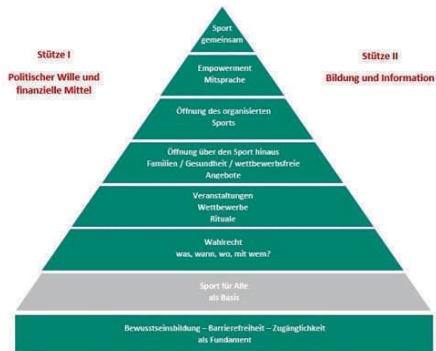 Sport
gemeinsam
Stütze I
Politischer Wille und
finanzielle Mittel
Stütze II
Bildung und Information
Empowerment
Mitsprache
Öffnung des organisierten
Sports
Öffnung über den Sport hinaus
Familien / Gesundheit / wettbewerbsfreie
Angebote
Veranstaltungen
Wettbewerbe
Rituale
Wahlrecht
was, wann, wo, mit wem?
Sport für Alle
als Basis
Bewusstseinsbildung – Barrierefreiheit – Zugänglichkeit
als Fundament